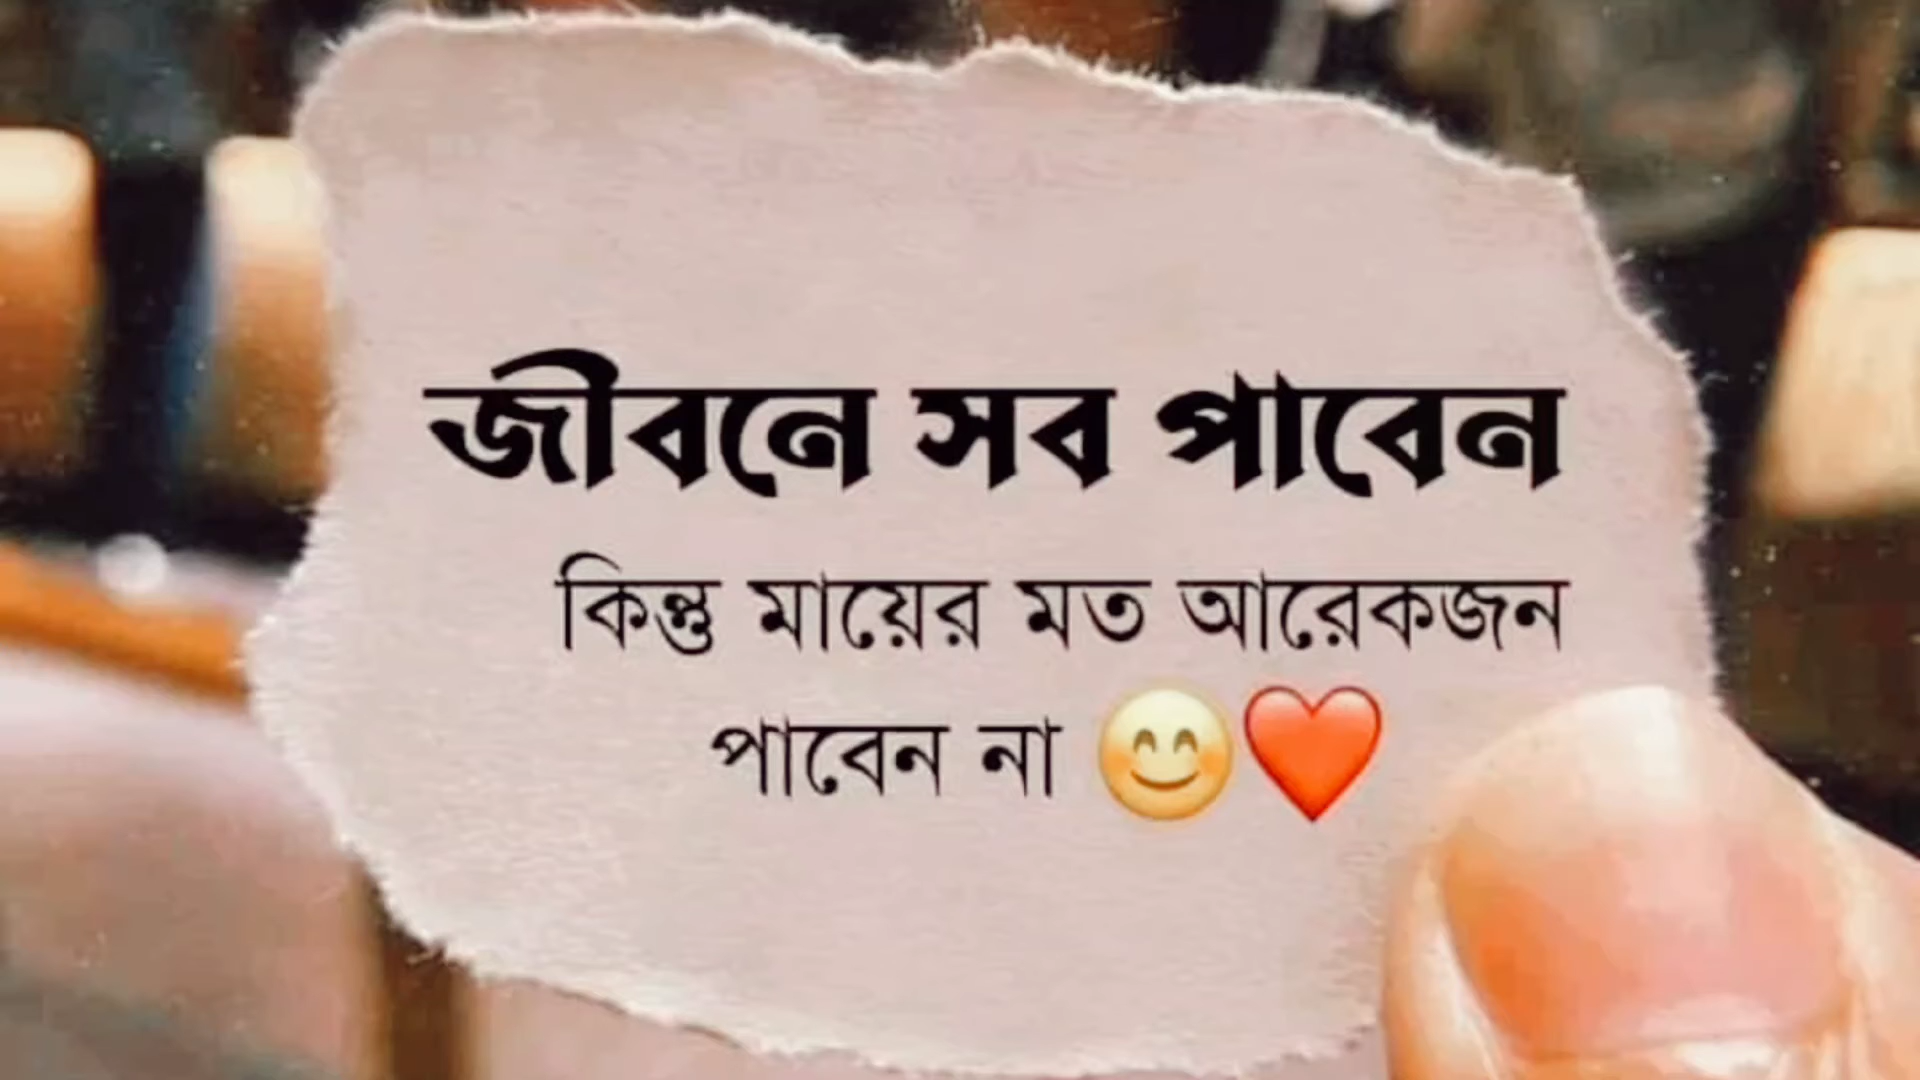 জীবনে সব পাবেন
কিন্তু মায়ের মত আরেকজন
পাবেন না 😊❤️